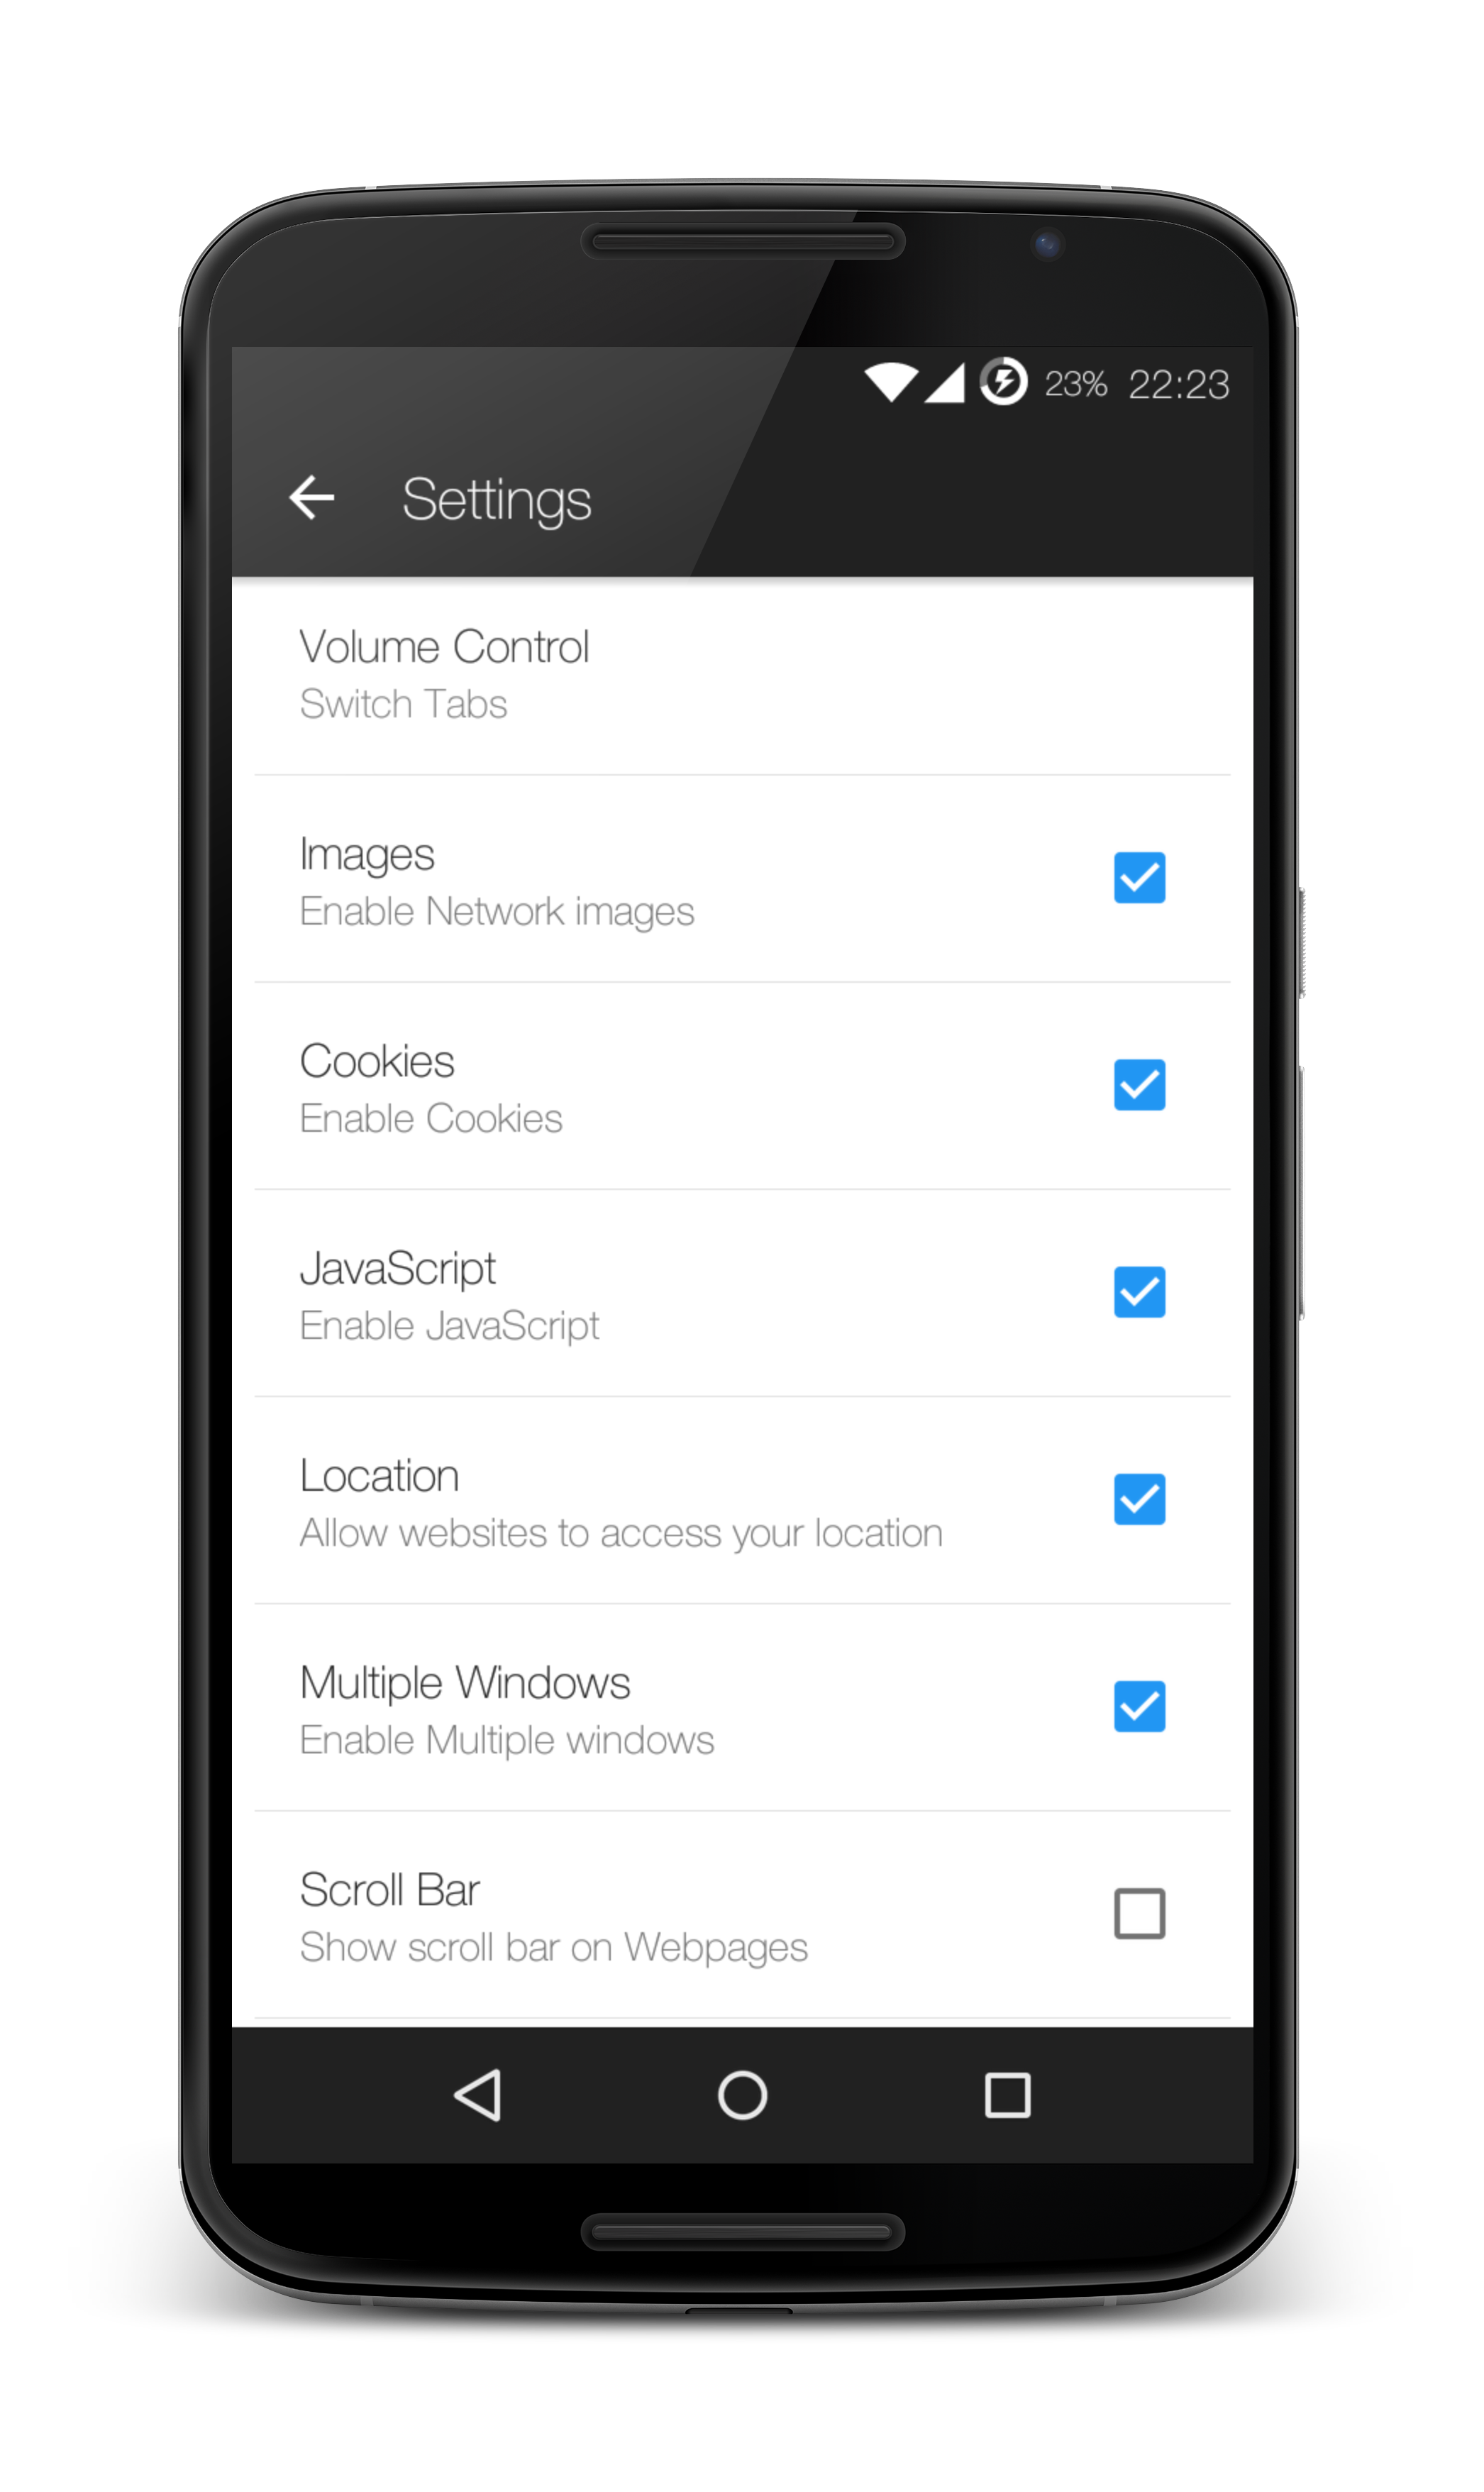 23% 22:23
Settings
Volume Control
Switch Tabs
Images
Enable Network images
Cookies
Enable Cookies
JavaScript
Enable JavaScript
Location
Allow websites to access your location
Multiple Windows
Enable Multiple windows
Scroll Bar
Show scroll bar on Webpages